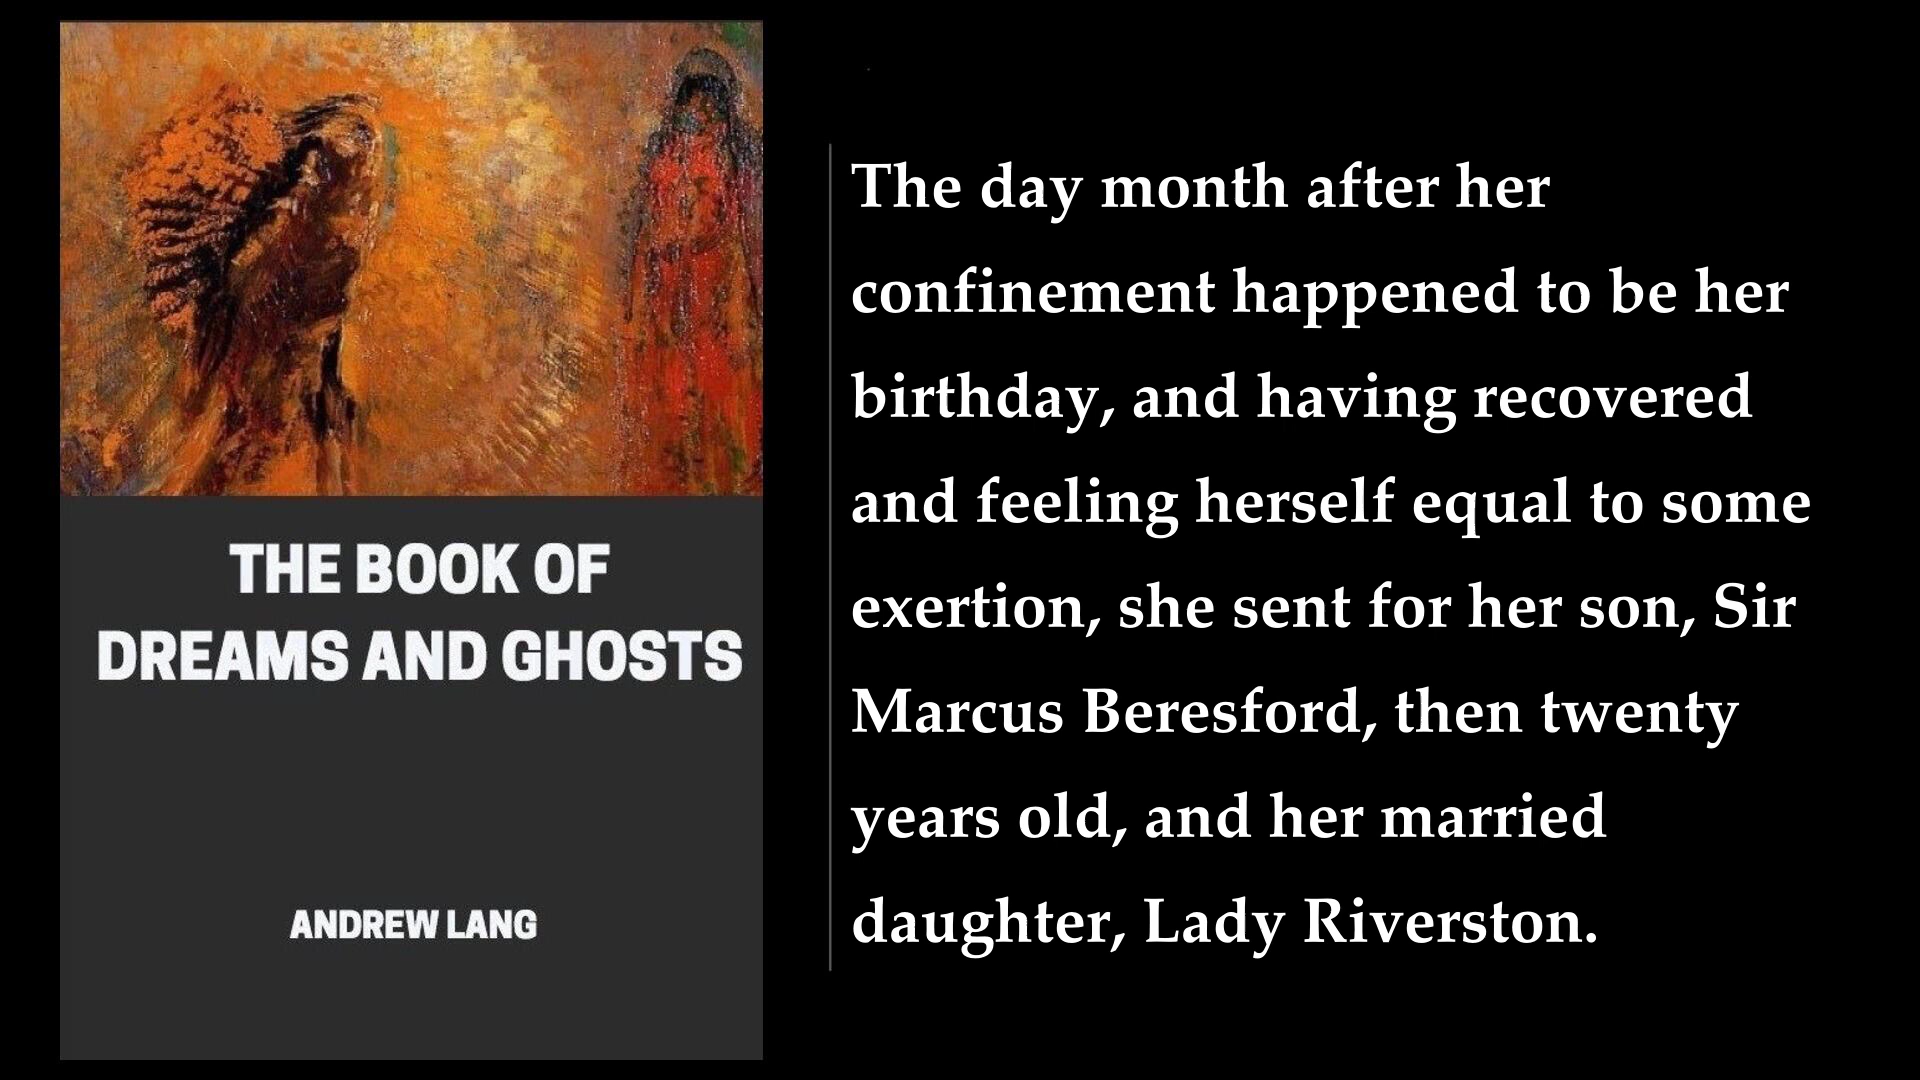 THE BOOK OF
DREAMS AND GHOSTS
ANDREW LANG
The day month after her
confinement happened to be her
birthday, and having recovered
and feeling herself equal to some
exertion, she sent for her son, Sir
Marcus Beresford, then twenty
years old, and her married
daughter, Lady Riverston.